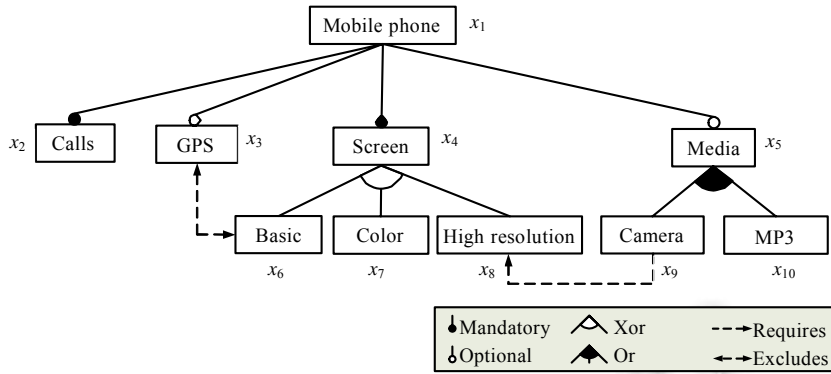 Mobile phone x1
x2 Calls GPS x3 Screen x4 Media x5
Basic Color High resolution Camera MP3
x6 x7 x8 x9 x10
Mandatory Xor Requires
Optional Or Excludes